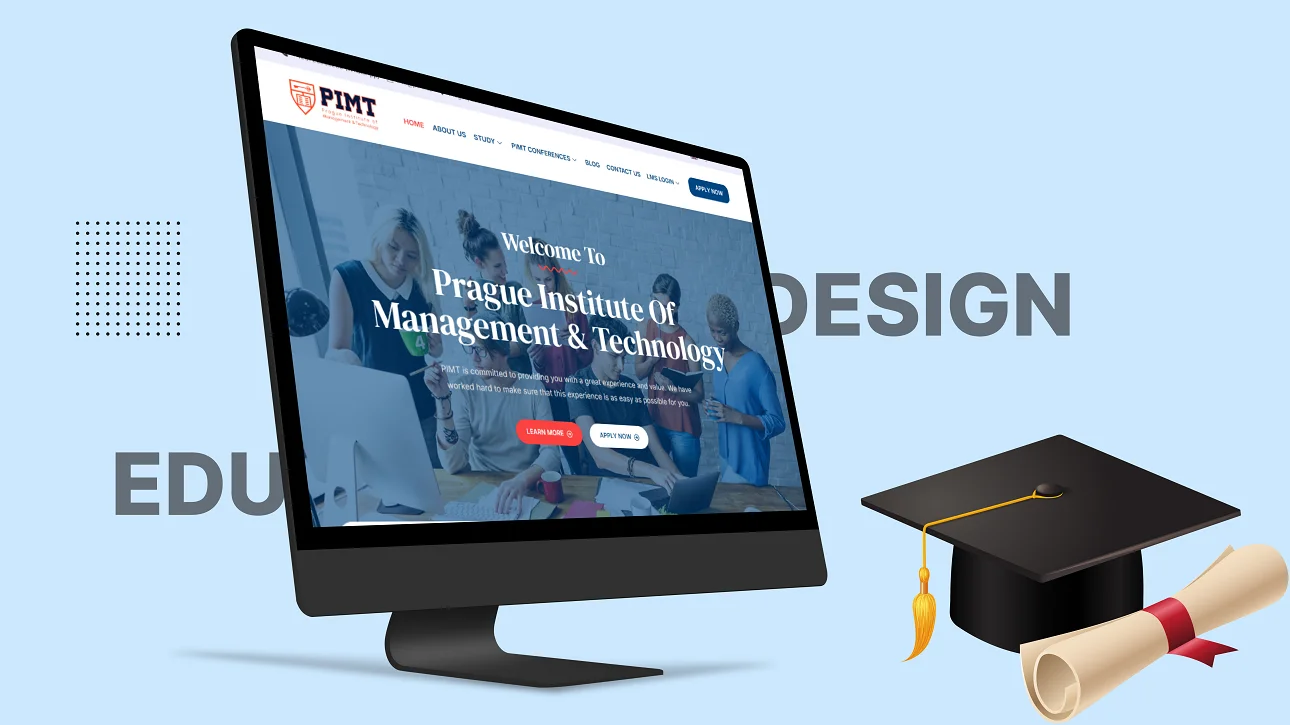 PIMT
Prague Institute of
Management & Technology
HOME
ABOUT US
STUDY
PIMT CONFERENCES
BLOG
CONTACT US
LMS LOGIN
APPLY NOW
Welcome To
Prague Institute Of
Management & Technology
PIMT is committed to providing you with a great experience and value. We have
worked hard to make sure that this experience is as easy as possible for you.
LEARN MORE
APPLY NOW
4
DESIGN
EDU